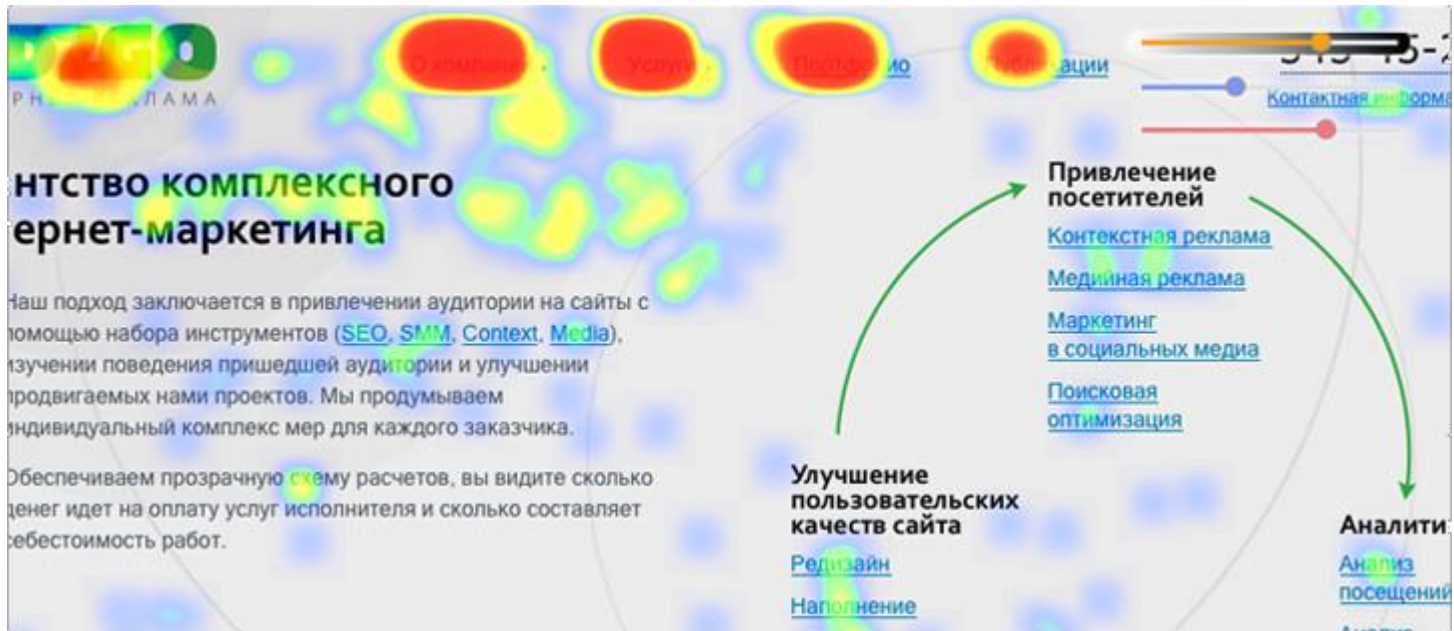 О компании
Услуги
Портфолио
Публикации
545-45-2
РНЕТ-РЕКЛАМА
Контактная информа
нтство комплексного
ернет-маркетинга
Наш подход заключается в привлечении аудитории на сайты с
помощью набора инструментов (SEO, SMM, Context, Media),
изучении поведения пришедшей аудитории и улучшении
продвигаемых нами проектов. Мы продумываем
индивидуальный комплекс мер для каждого заказчика.
Обеспечиваем прозрачную схему расчетов, вы видите сколько
денег идет на оплату услуг исполнителя и сколько составляет
себестоимость работ.
Привлечение
посетителей
Контекстная реклама
Медийная реклама
Маркетинг
в социальных медиа
Поисковая
оптимизация
Улучшение
пользовательских
качеств сайта
Редизайн
Наполнение
Аналити
Анализ
посещений